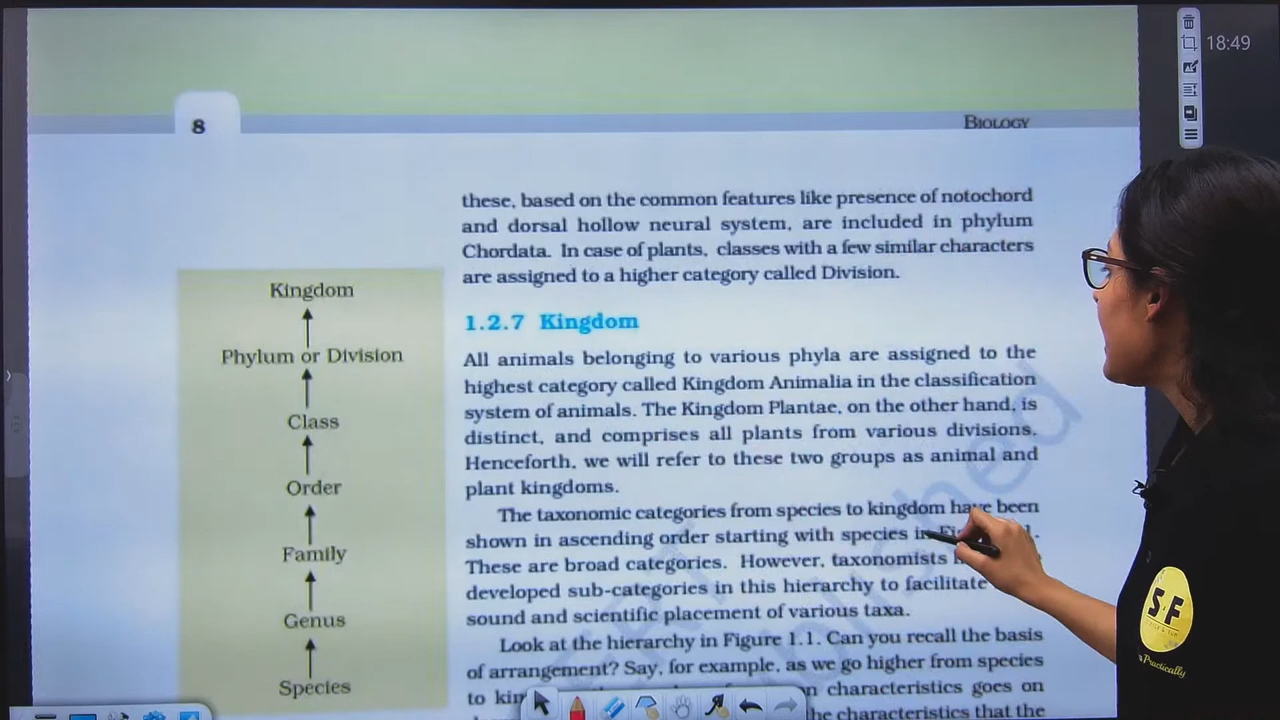 18:49
8
BIOLOGY
these, based on the common features like presence of notochord
and dorsal hollow neural system, are included in phylum
Chordata. In case of plants, classes with a few similar characters
are assigned to a higher category called Division.
Kingdom
Phylum or Division
Class
Order
Family
Genus
Species
1.2.7 Kingdom
All animals belonging to various phyla are assigned to the
highest category called Kingdom Animalia in the classification
system of animals. The Kingdom Plantae, on the other hand, is
distinct, and comprises all plants from various divisions.
Henceforth, we will refer to these two groups as animal and
plant kingdoms.
The taxonomic categories from species to kingdom have been
shown in ascending order starting with species in
These are broad categories. However, taxonomists
developed sub-categories in this hierarchy to facilitate
sound and scientific placement of various taxa.
Look at the hierarchy in Figure 1.1. Can you recall the basis
of arrangement? Say, for example, as we go higher from species
to characteristics goes on
characteristics that the
S F
Practically